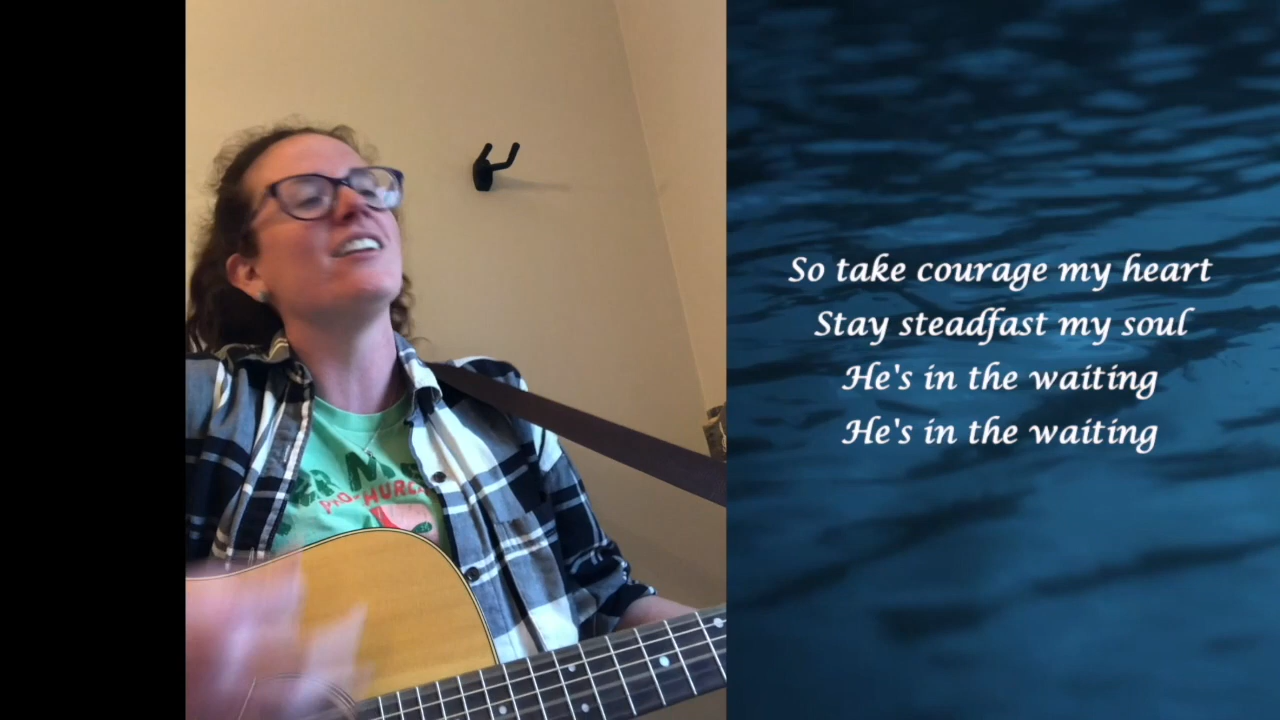 So take courage my heart
Stay steadfast my soul
He's in the waiting
He's in the waiting